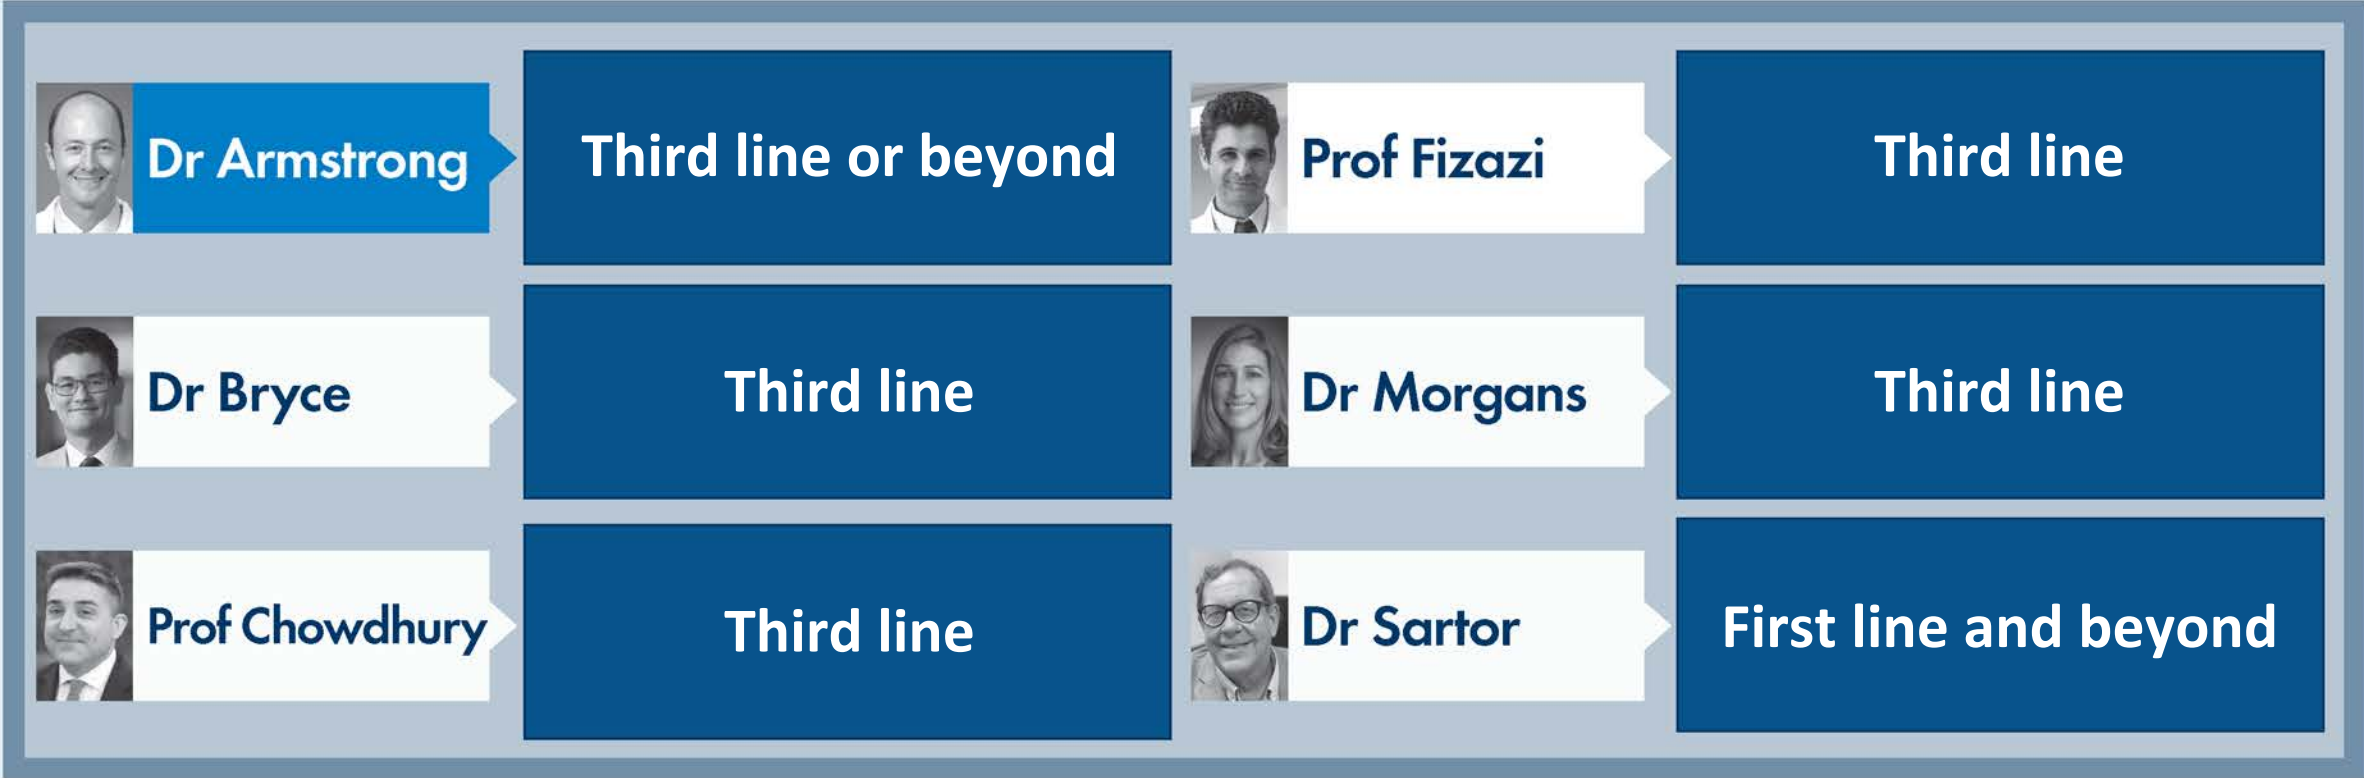 Dr Armstrong
Third line or beyond
Prof Fizazi
Third line
Dr Bryce
Third line
Dr Morgans
Third line
Prof Chowdhury
Third line
Dr Sartor
First line and beyond